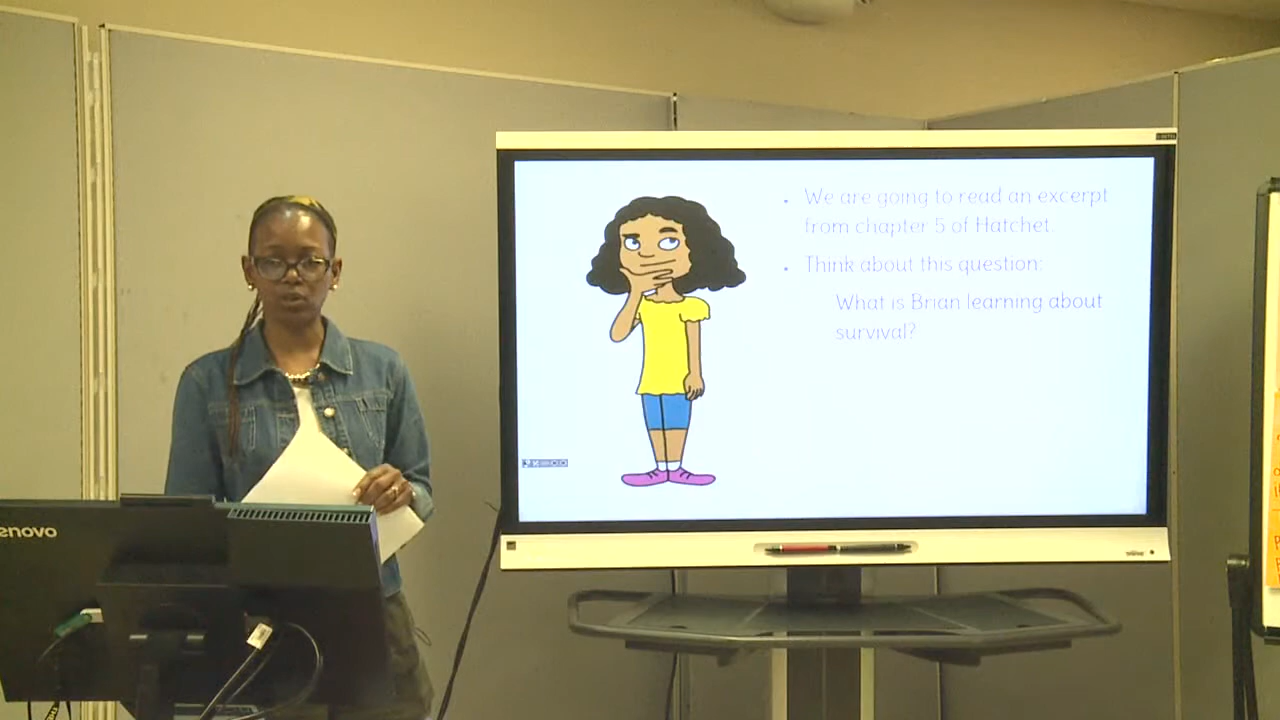 We are going to read an excerpt
from chapter 5 of Hatchet.
Think about this question:
What is Brian learning about
survival?
enovo